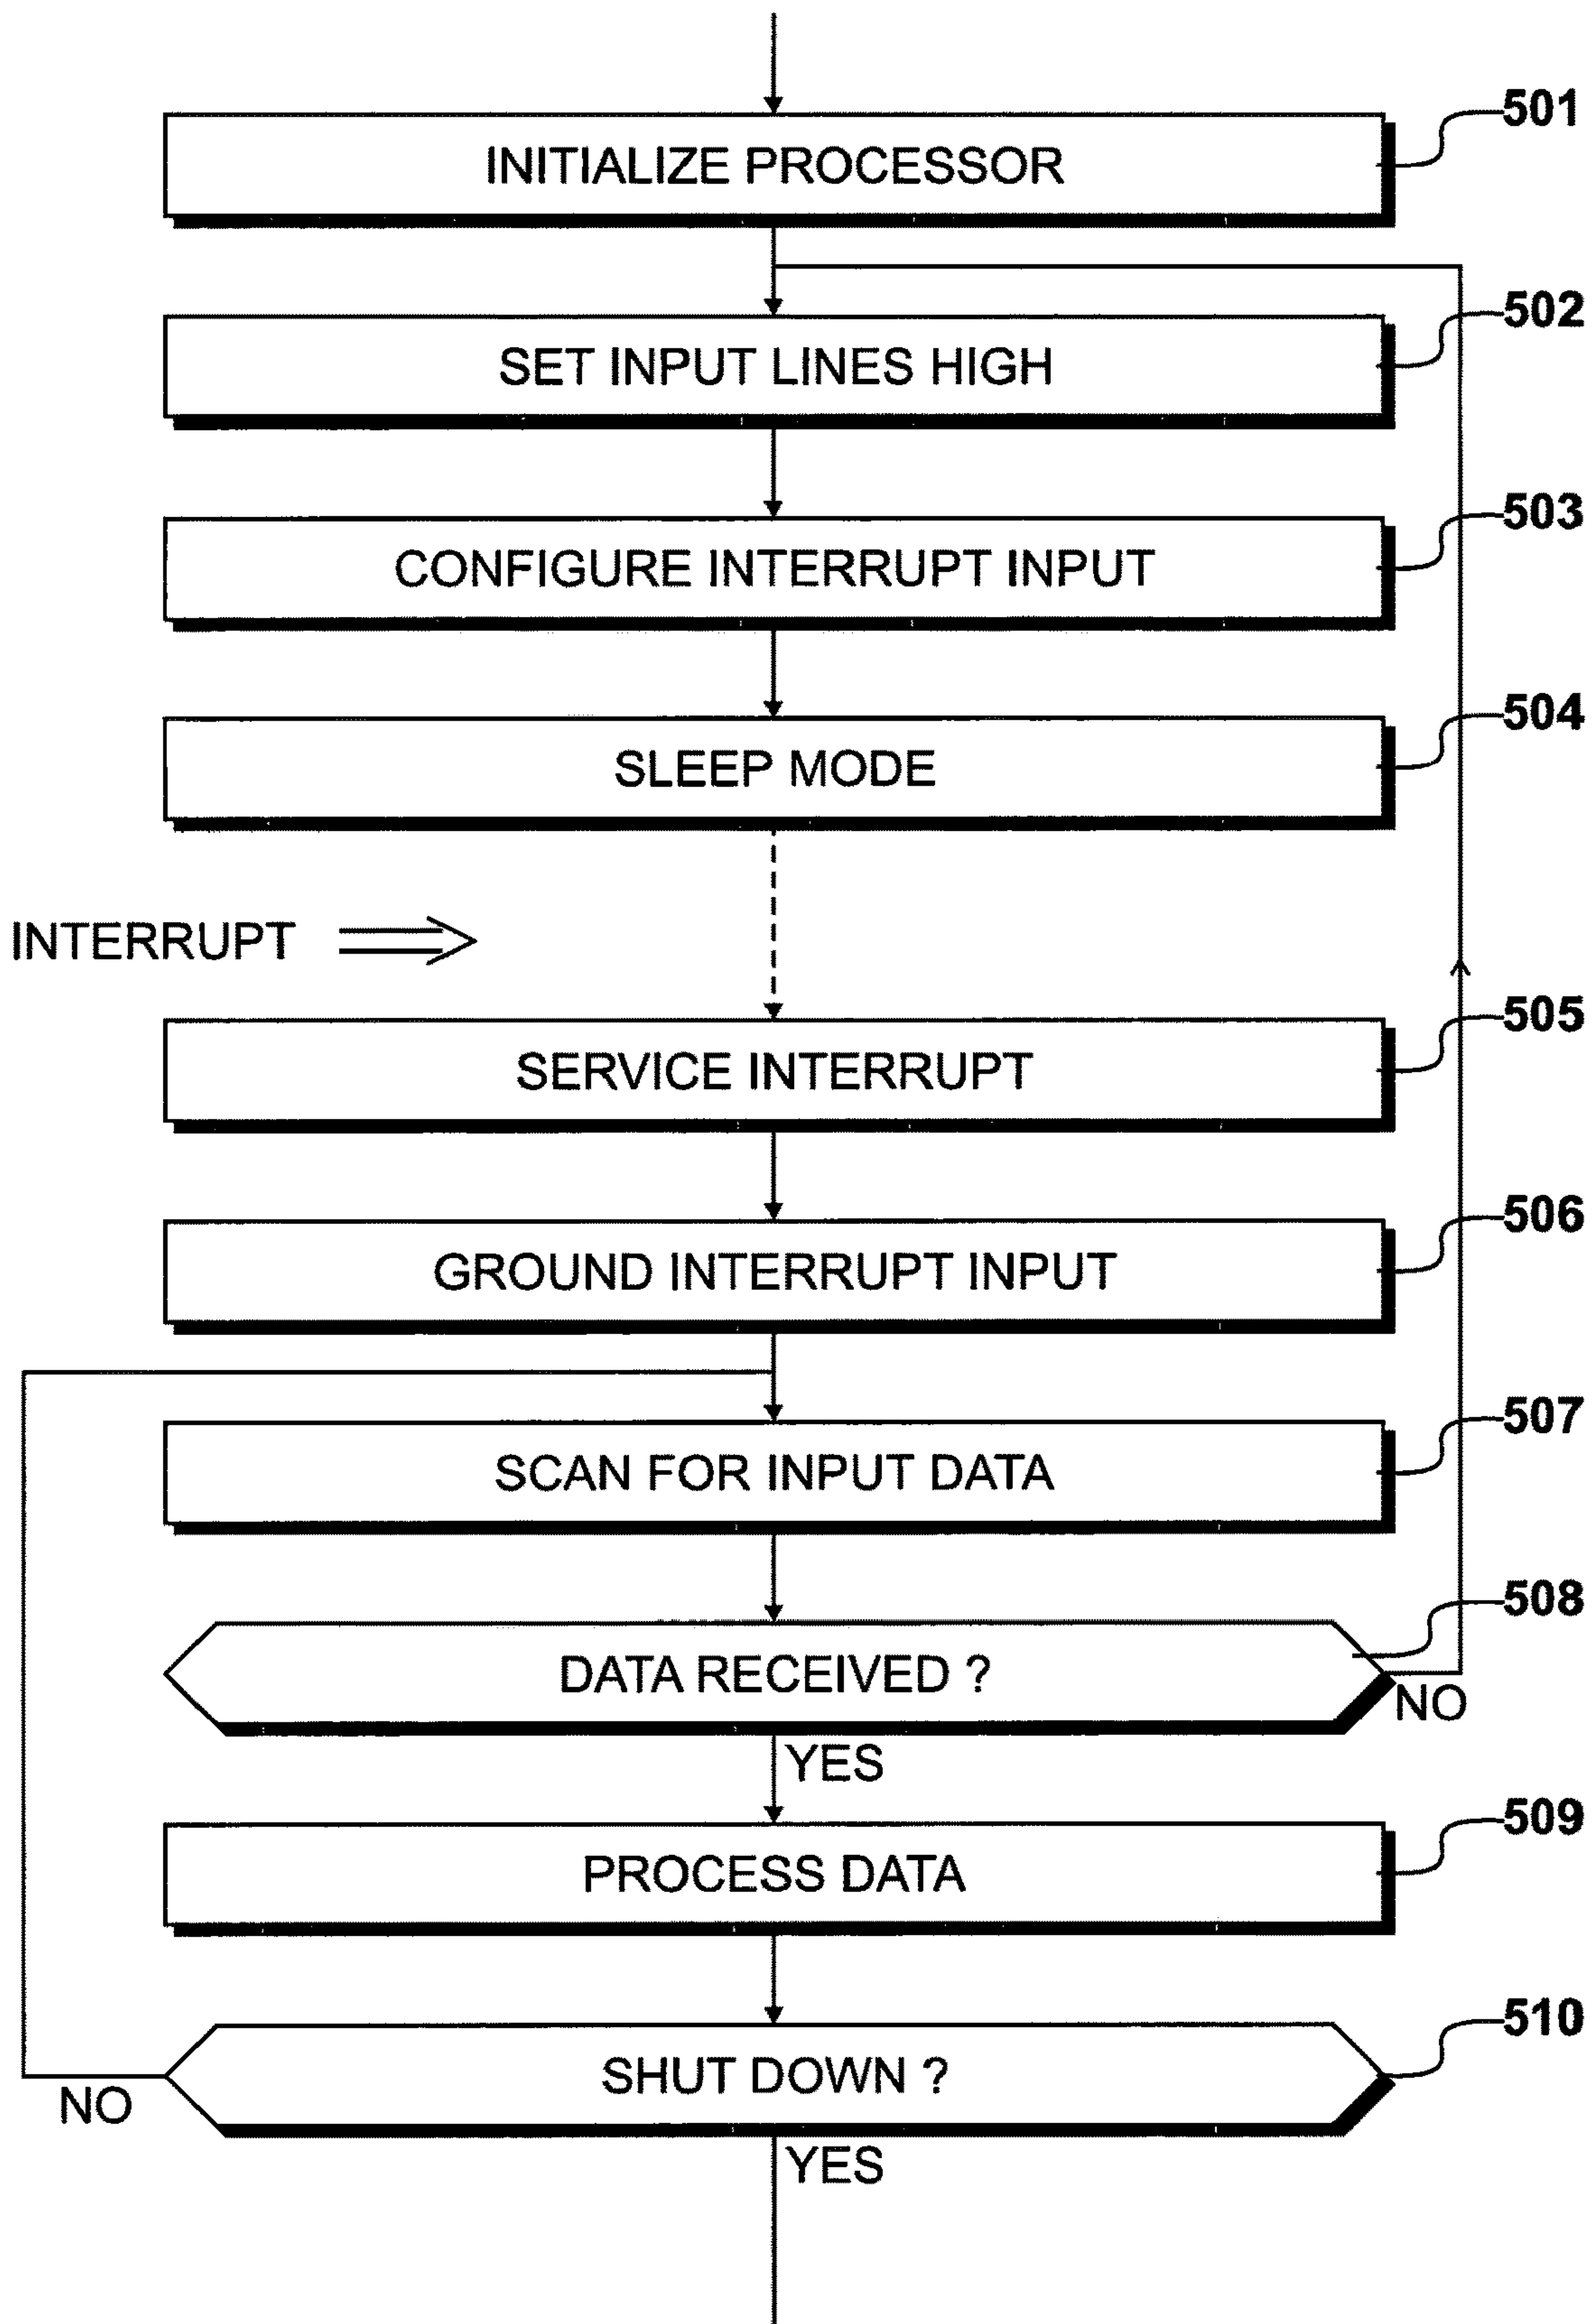 501
INITIALIZE PROCESSOR
502
SET INPUT LINES HIGH
503
CONFIGURE INTERRUPT INPUT
504
SLEEP MODE
INTERRUPT
505
SERVICE INTERRUPT
506
GROUND INTERRUPT INPUT
507
SCAN FOR INPUT DATA
508
DATA RECEIVED ?
NO
YES
509
PROCESS DATA
510
SHUT DOWN ?
NO
YES